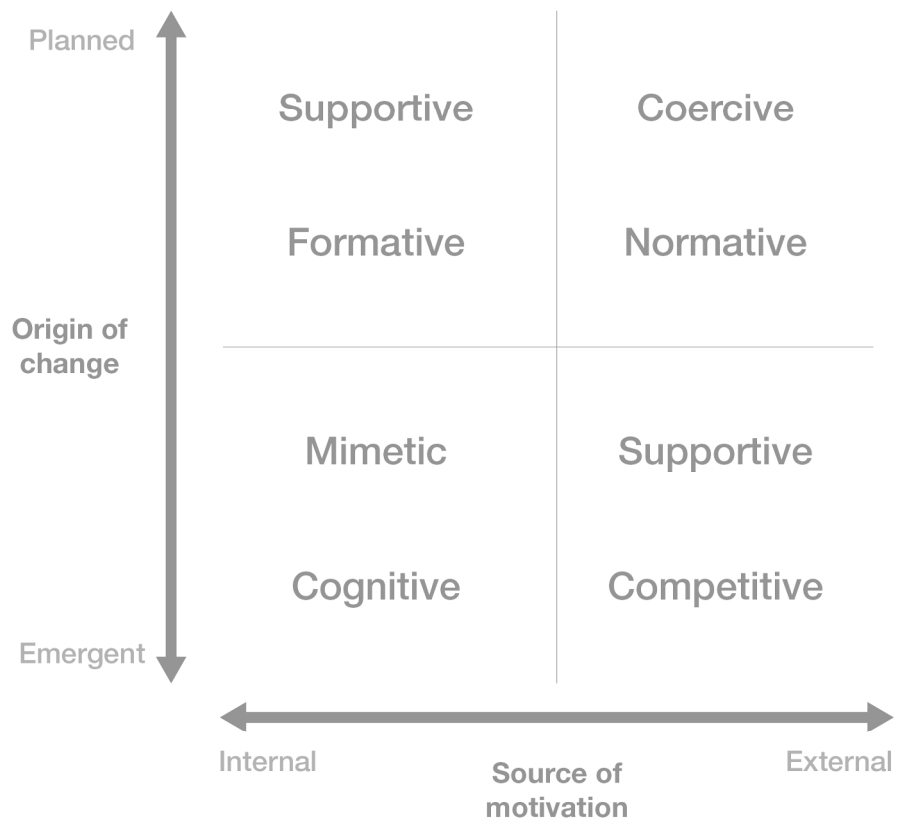 Planned
Supportive
Coercive
Formative
Normative
Origin of
change
Mimetic
Supportive
Cognitive
Competitive
Emergent
Internal
External
Source of
motivation